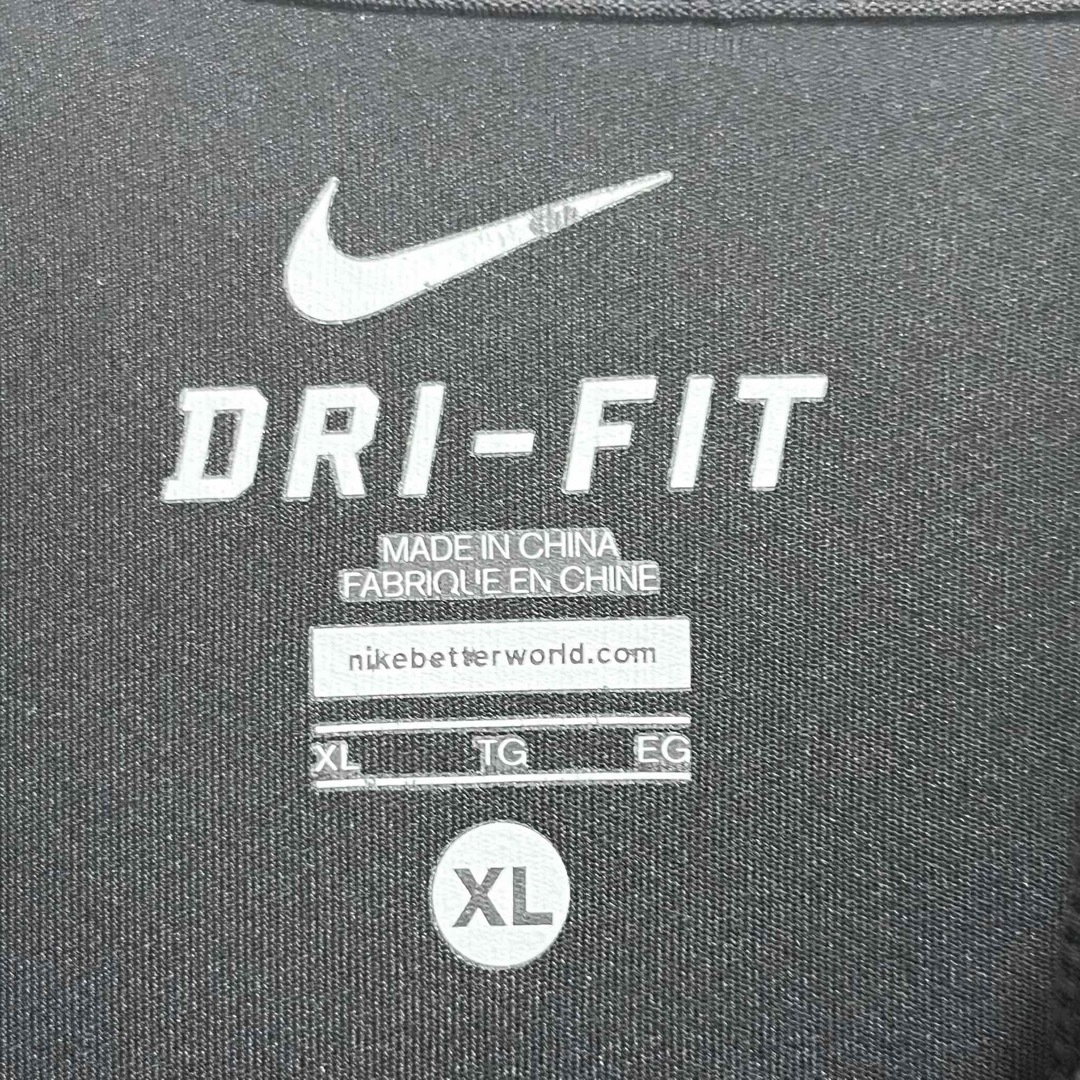 DRI-FIT
MADE IN CHINA
FABRIQUE EN CHINE
nikebetterworld.com
XL TG EG
XL